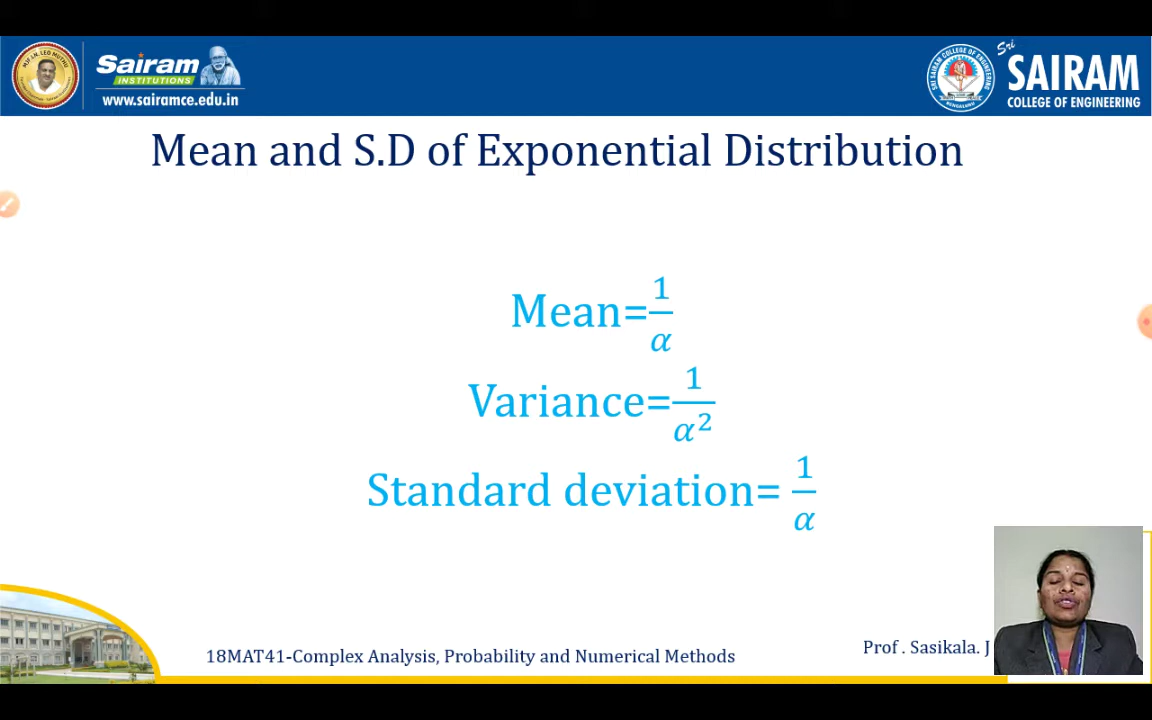 Sairam
INSTITUTIONS
www.sairamce.edu.in
Sri
SAIRAM
COLLEGE OF ENGINEERING
Mean and S.D of Exponential Distribution
Mean=1/α
Variance=1/α²
Standard deviation= 1/α
18MAT41-Complex Analysis, Probability and Numerical Methods
Prof . Sasikala. J